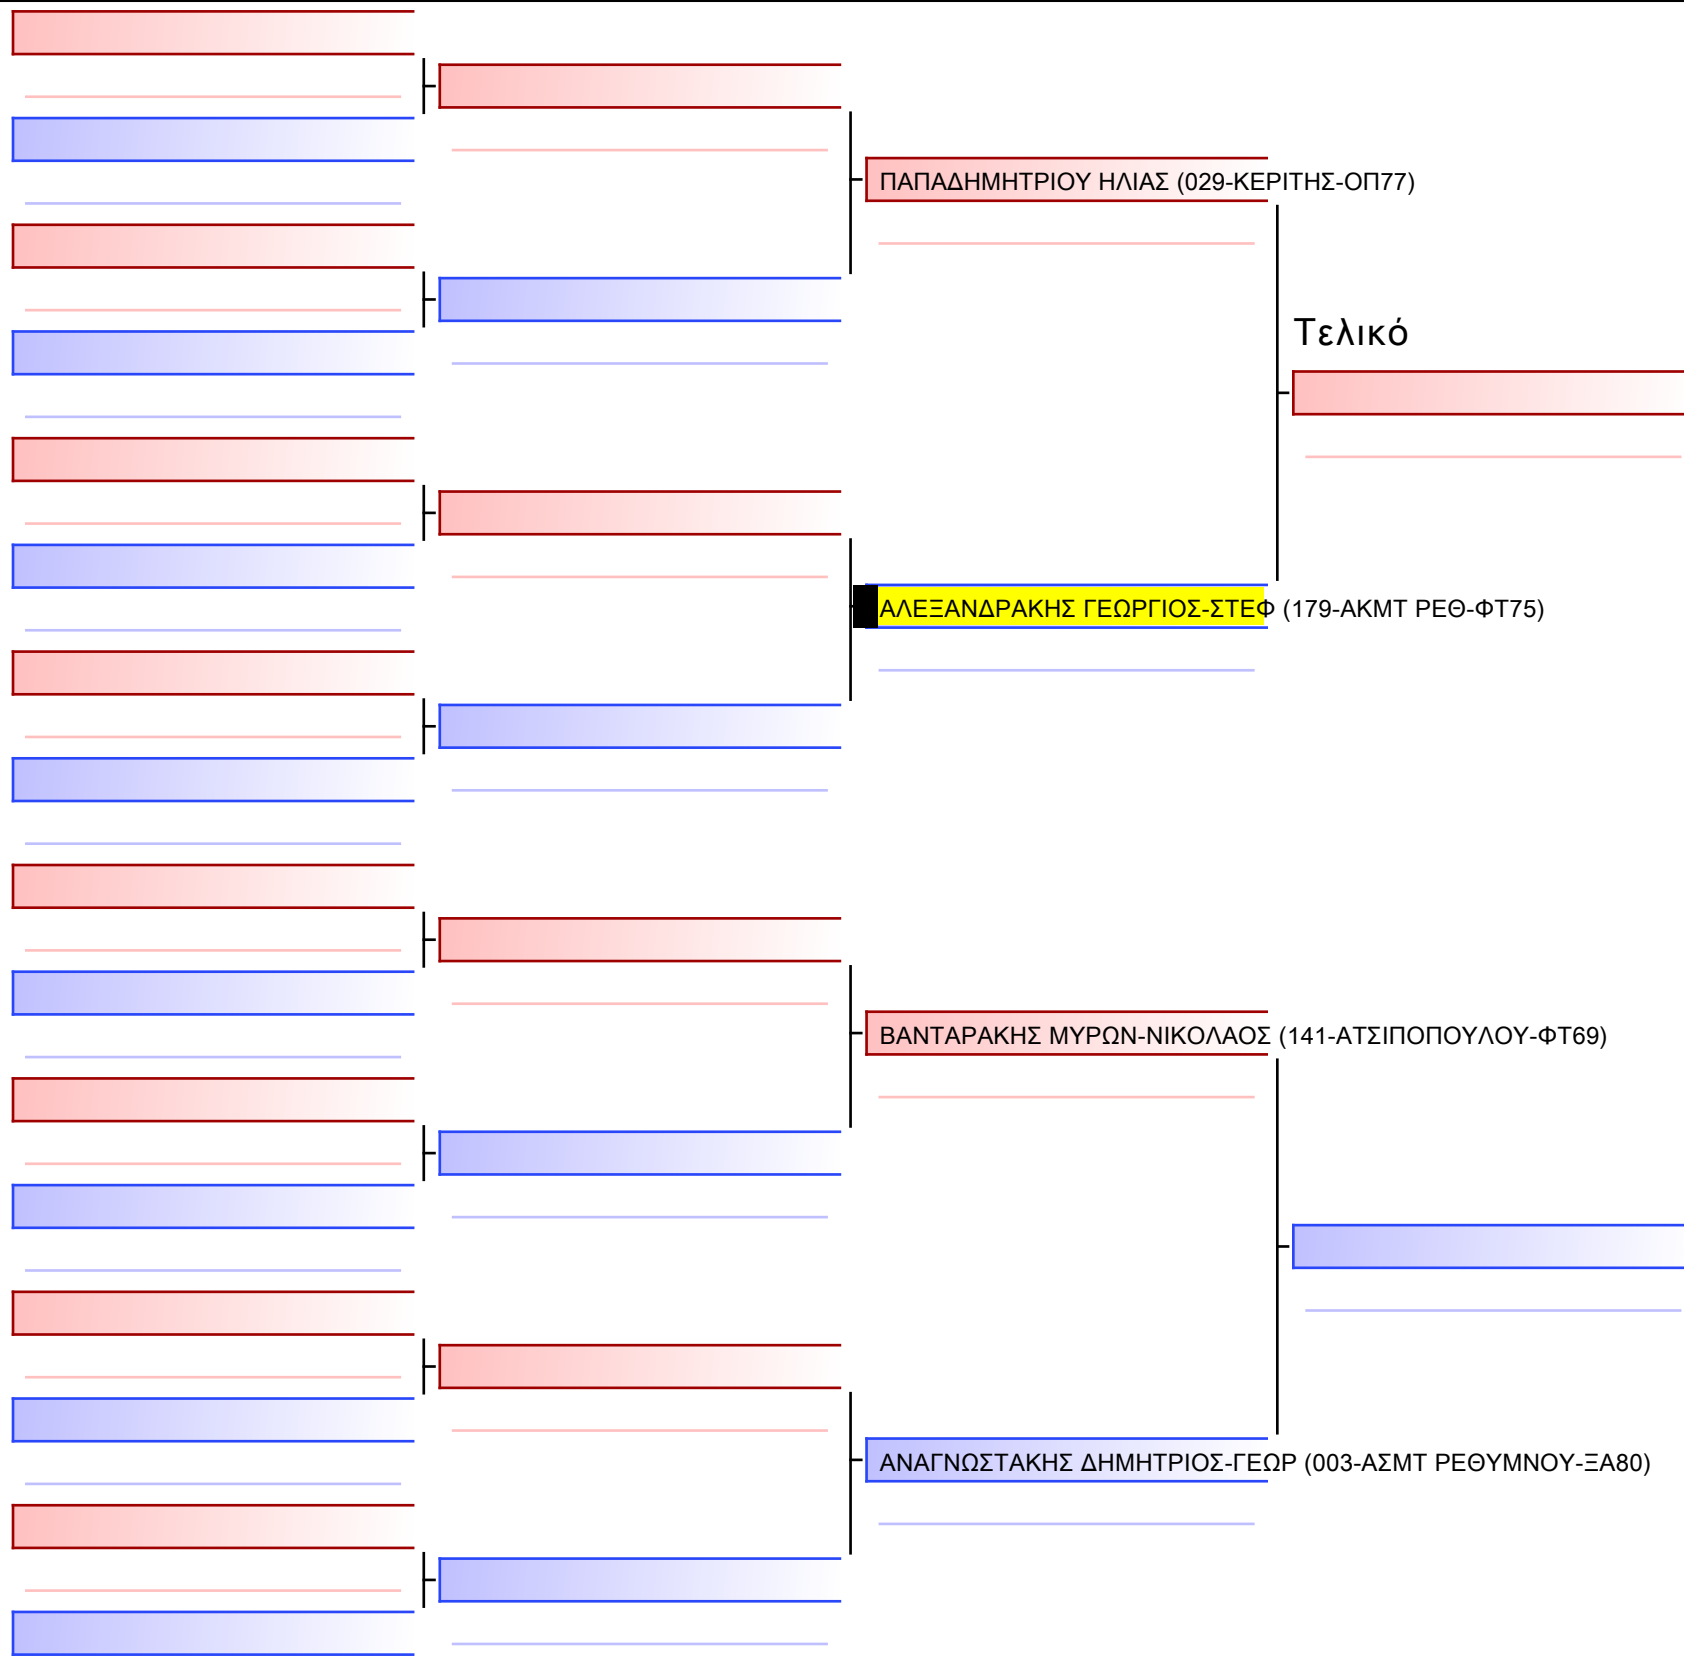 ΠΑΠΑΔΗΜΗΤΡΙΟΥ ΗΛΙΑΣ (029-ΚΕΡΙΤΗΣ-ΟΠ77)
Τελικό
ΑΛΕΞΑΝΔΡΑΚΗΣ ΓΕΩΡΓΙΟΣ-ΣΤΕΦ (179-ΑΚΜΤ ΡΕΘ-ΦΤ75)
ΒΑΝΤΑΡΑΚΗΣ ΜΥΡΩΝ-ΝΙΚΟΛΑΟΣ (141-ΑΤΣΙΠΟΠΟΥΛΟΥ-ΦΤ69)
ΑΝΑΓΝΩΣΤΑΚΗΣ ΔΗΜΗΤΡΙΟΣ-ΓΕΩΡ (003-ΑΣΜΤ ΡΕΘΥΜΝΟΥ-ΞΑ80)